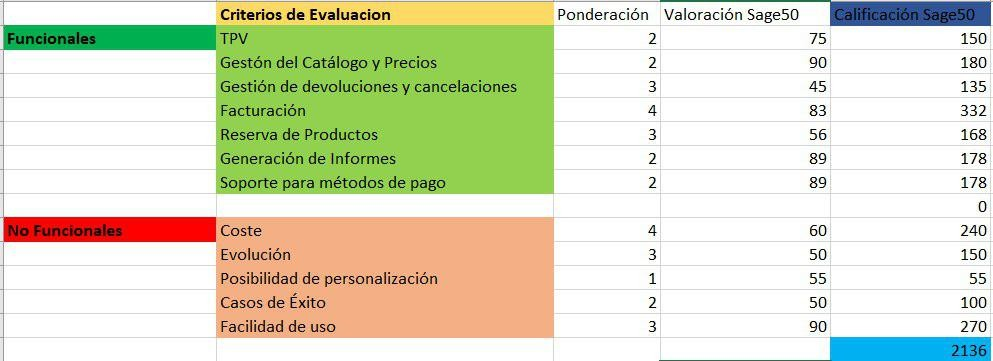 Criterios de Evaluacion Ponderación Valoración Sage50 Calificación Sage50
Funcionales TPV 2 75 150
Gestón del Catálogo y Precios 2 90 180
Gestión de devoluciones y cancelaciones 3 45 135
Facturación 4 83 332
Reserva de Productos 3 56 168
Generación de Informes 2 89 178
Soporte para métodos de pago 2 89 178
0
No Funcionales Coste 4 60 240
Evolución 3 50 150
Posibilidad de personalización 1 55 55
Casos de Éxito 2 50 100
Facilidad de uso 3 90 270
2136